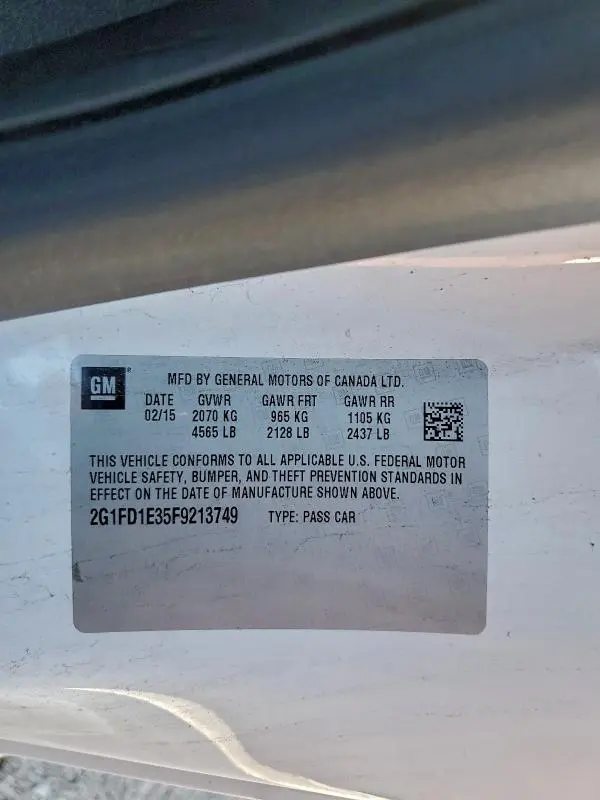 GM
MFD BY GENERAL MOTORS OF CANADA LTD.
DATE GVWR GAWR FRT GAWR RR
02/15 2070 KG 965 KG 1105 KG
4565 LB 2128 LB 2437 LB
THIS VEHICLE CONFORMS TO ALL APPLICABLE U.S. FEDERAL MOTOR
VEHICLE SAFETY, BUMPER, AND THEFT PREVENTION STANDARDS IN
EFFECT ON THE DATE OF MANUFACTURE SHOWN ABOVE.
2G1FD1E35F9213749 TYPE: PASS CAR